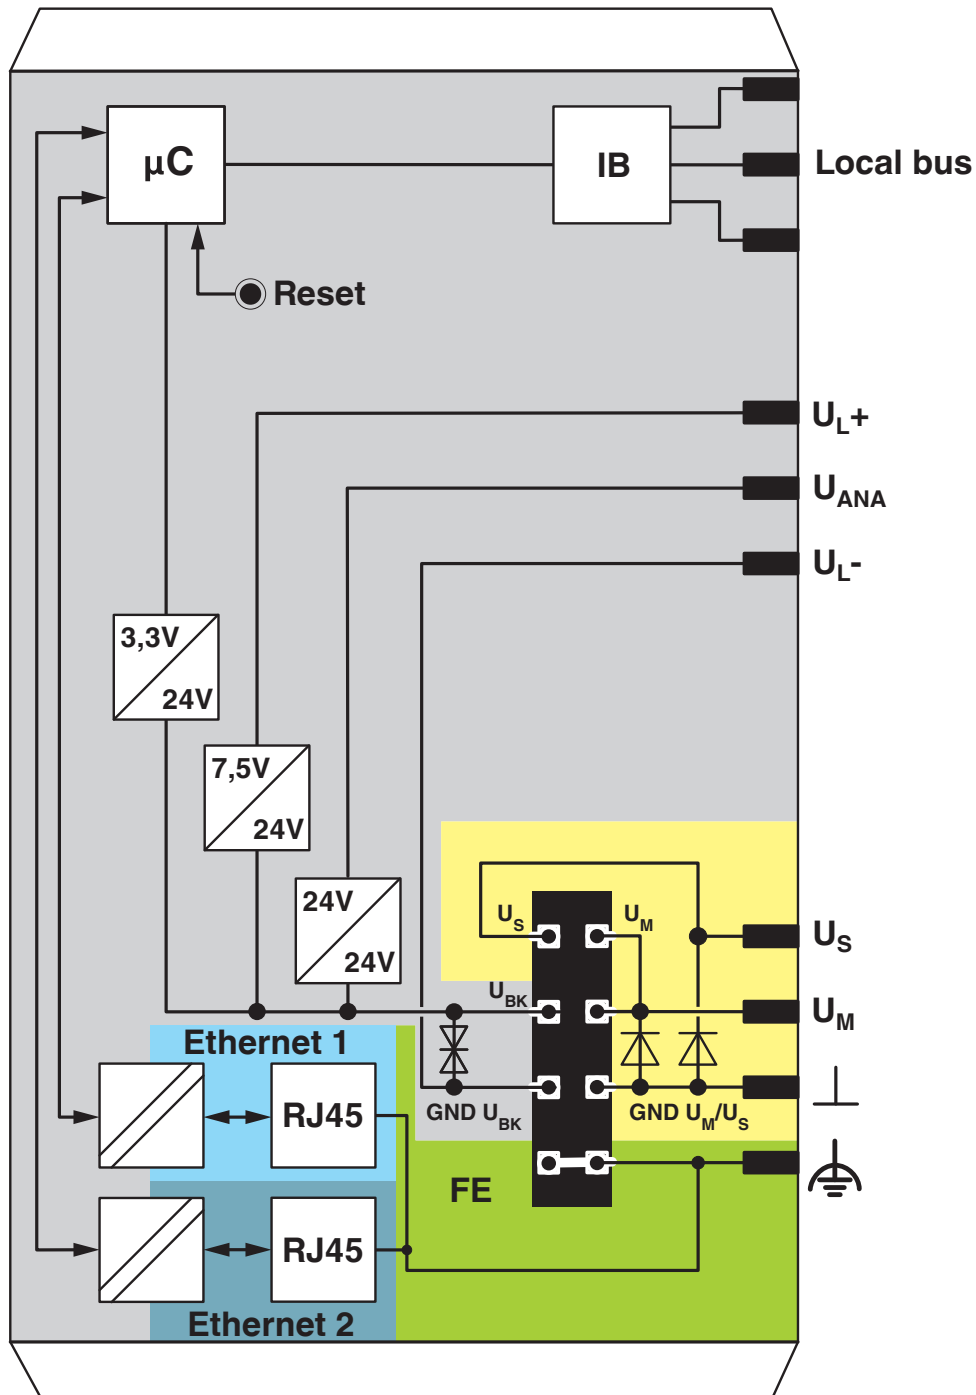 µC
IB
Local bus
Reset
UL+
UANA
UL-
3,3V
24V
7,5V
24V
24V
24V
US
UM
US
UBK
UM
Ethernet 1
RJ45
GND UBK
GND UM/US
FE
RJ45
Ethernet 2